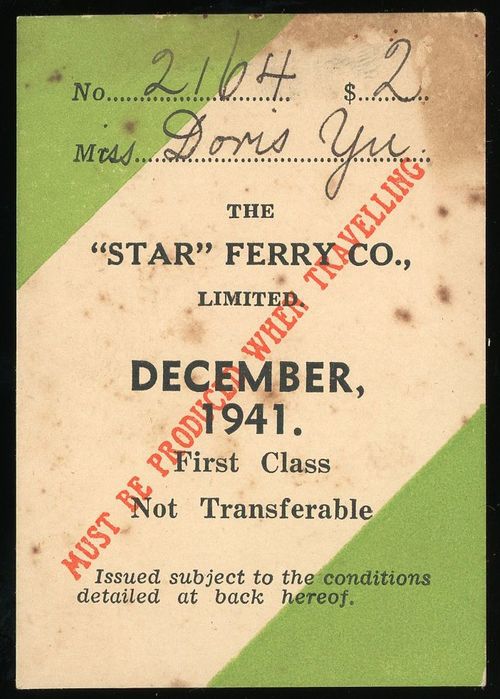 No. 2164 $ 2
Miss Doris Yu.
THE
"STAR" FERRY CO.,
LIMITED.
DECEMBER,
1941.
First Class
Not Transferable
MUST BE PRODUCED WHEN TRAVELLING
Issued subject to the conditions
detailed at back hereof.